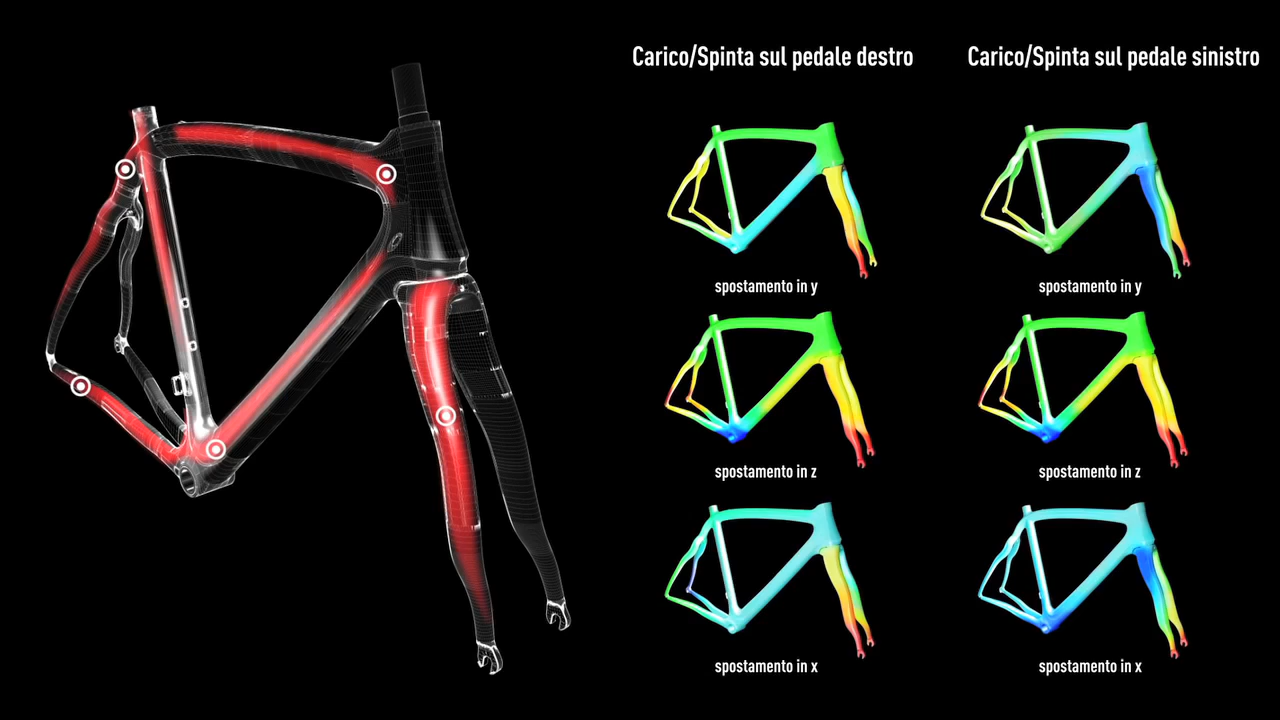 Carico/Spinta sul pedale destro
Carico/Spinta sul pedale sinistro
spostamento in y
spostamento in y
spostamento in z
spostamento in z
spostamento in x
spostamento in x